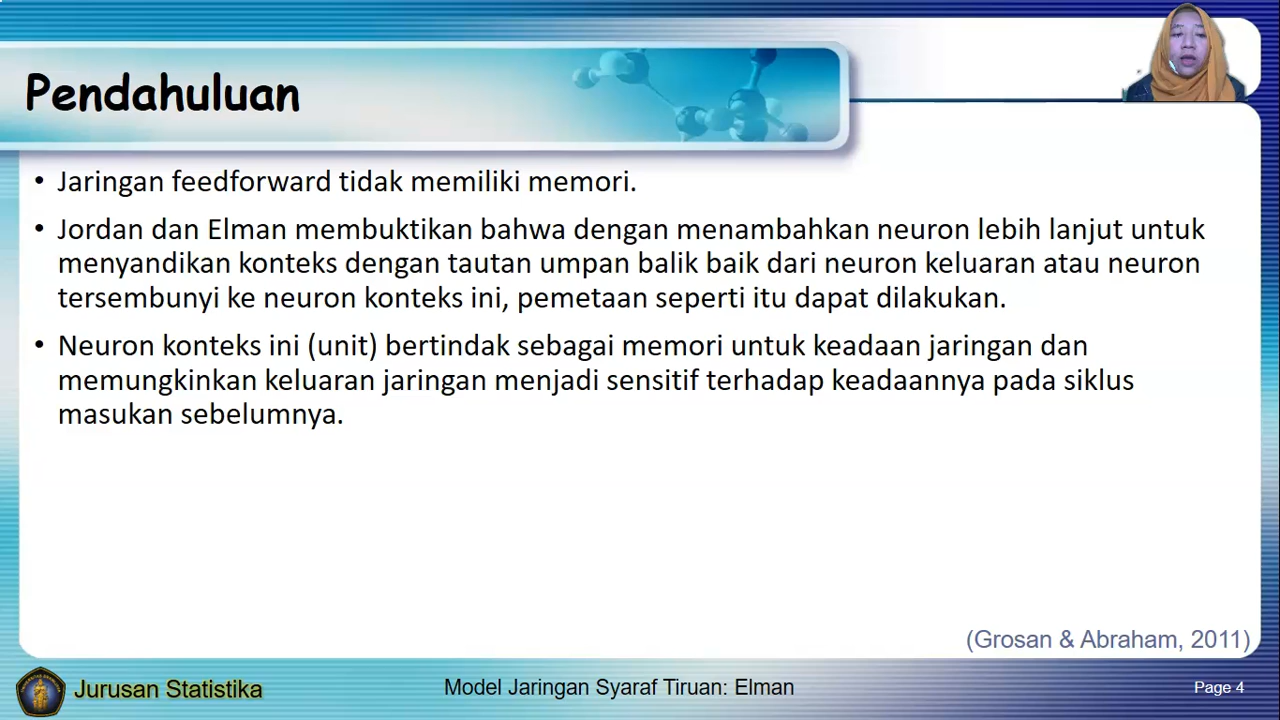 Pendahuluan
• Jaringan feedforward tidak memiliki memori.
• Jordan dan Elman membuktikan bahwa dengan menambahkan neuron lebih lanjut untuk
menyandikan konteks dengan tautan umpan balik baik dari neuron keluaran atau neuron
tersembunyi ke neuron konteks ini, pemetaan seperti itu dapat dilakukan.
• Neuron konteks ini (unit) bertindak sebagai memori untuk keadaan jaringan dan
memungkinkan keluaran jaringan menjadi sensitif terhadap keadaannya pada siklus
masukan sebelumnya.
(Grosan & Abraham, 2011)
Jurusan Statistika
Model Jaringan Syaraf Tiruan: Elman
Page 4